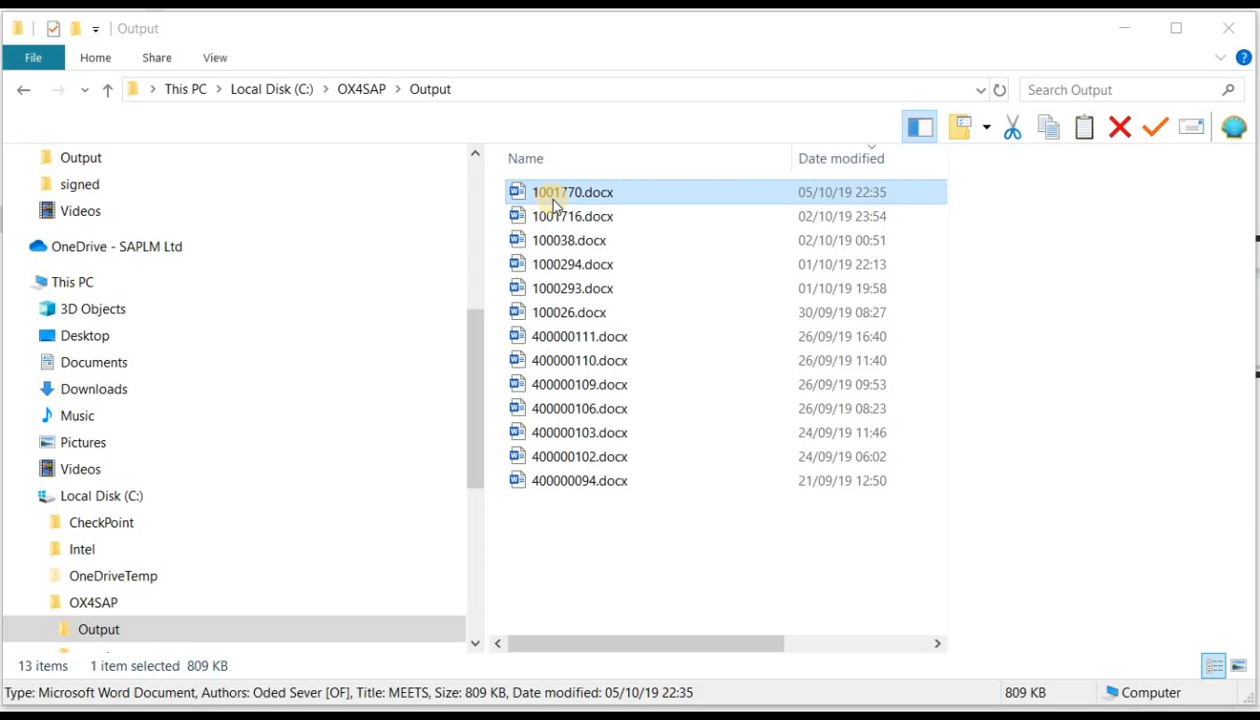 Output
File Home Share View
This PC Local Disk (C:) OX4SAP Output
Search Output
Output
signed
Videos
OneDrive - SAPLM Ltd
This PC
3D Objects
Desktop
Documents
Downloads
Music
Pictures
Videos
Local Disk (C:)
CheckPoint
Intel
OneDriveTemp
OX4SAP
Output
Name Date modified
1001770.docx 05/10/19 22:35
1001716.docx 02/10/19 23:54
100038.docx 02/10/19 00:51
1000294.docx 01/10/19 22:13
1000293.docx 01/10/19 19:58
100026.docx 30/09/19 08:27
400000111.docx 26/09/19 16:40
400000110.docx 26/09/19 11:40
400000109.docx 26/09/19 09:53
400000106.docx 26/09/19 08:23
400000103.docx 24/09/19 11:46
400000102.docx 24/09/19 06:02
400000094.docx 21/09/19 12:50
13 items 1 item selected 809 KB
Type: Microsoft Word Document, Authors: Oded Sever [OF], Title: MEETS, Size: 809 KB, Date modified: 05/10/19 22:35 809 KB Computer